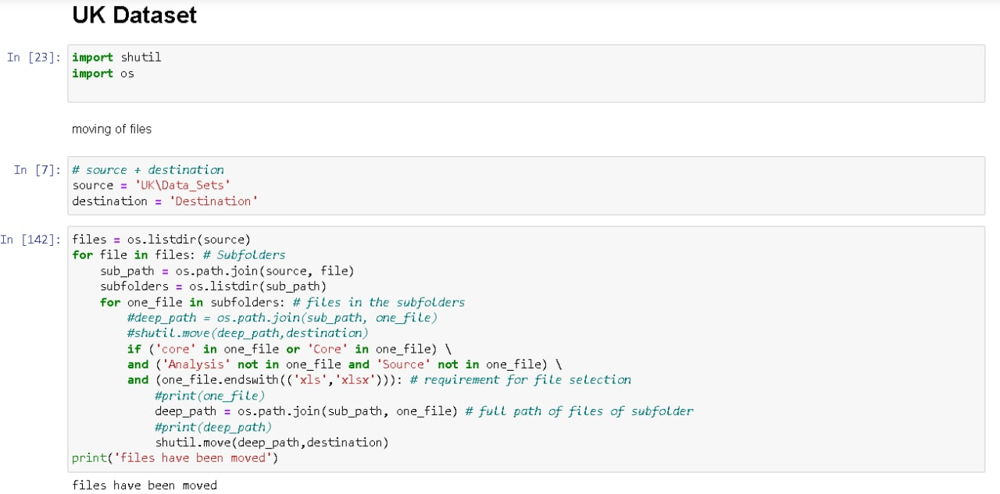 UK Dataset
In [23]: import shutil
import os
moving of files
In [7]: # source + destination
source = 'UK\Data_Sets'
destination = 'Destination'
In [142]: files = os.listdir(source)
for file in files: # Subfolders
    sub_path = os.path.join(source, file)
    subfolders = os.listdir(sub_path)
    for one_file in subfolders: # files in the subfolders
        #deep_path = os.path.join(sub_path, one_file)
        #shutil.move(deep_path,destination)
        if ('core' in one_file or 'Core' in one_file) \
        and ('Analysis' not in one_file and 'Source' not in one_file) \
        and (one_file.endswith(('xls','xlsx'))): # requirement for file selection
            #print(one_file)
            deep_path = os.path.join(sub_path, one_file) # full path of files of subfolder
            #print(deep_path)
            shutil.move(deep_path,destination)
print('files have been moved')
files have been moved